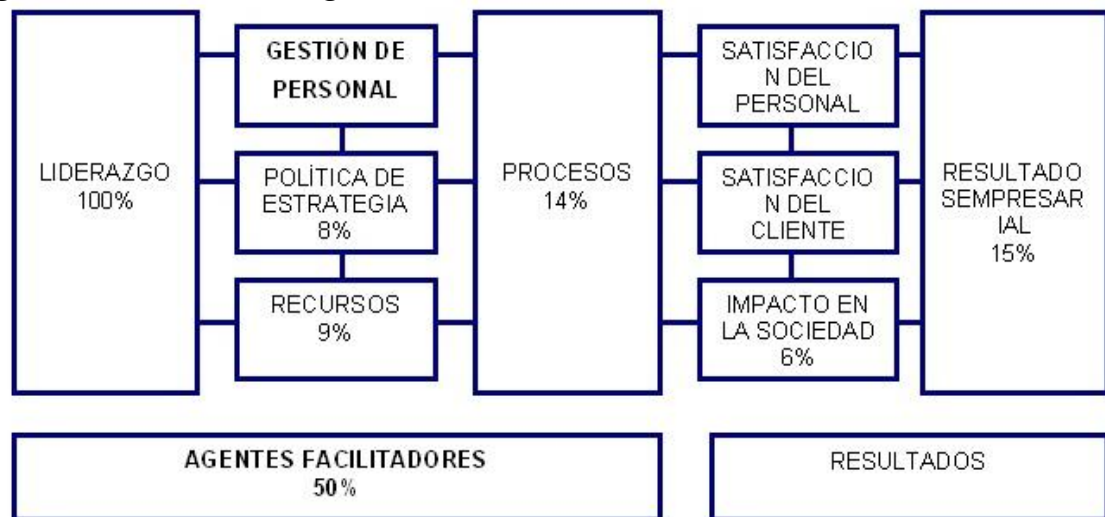 GESTIÓN DE
PERSONAL
LIDERAZGO
100%
POLÍTICA DE
ESTRATEGIA
8%
RECURSOS
9%
PROCESOS
14%
SATISFACCIO
N DEL
PERSONAL
SATISFACCIO
N DEL
CLIENTE
IMPACTO EN
LA SOCIEDAD
6%
RESULTADO
SEMPRESAR
IAL
15%
AGENTES FACILITADORES
50%
RESULTADOS